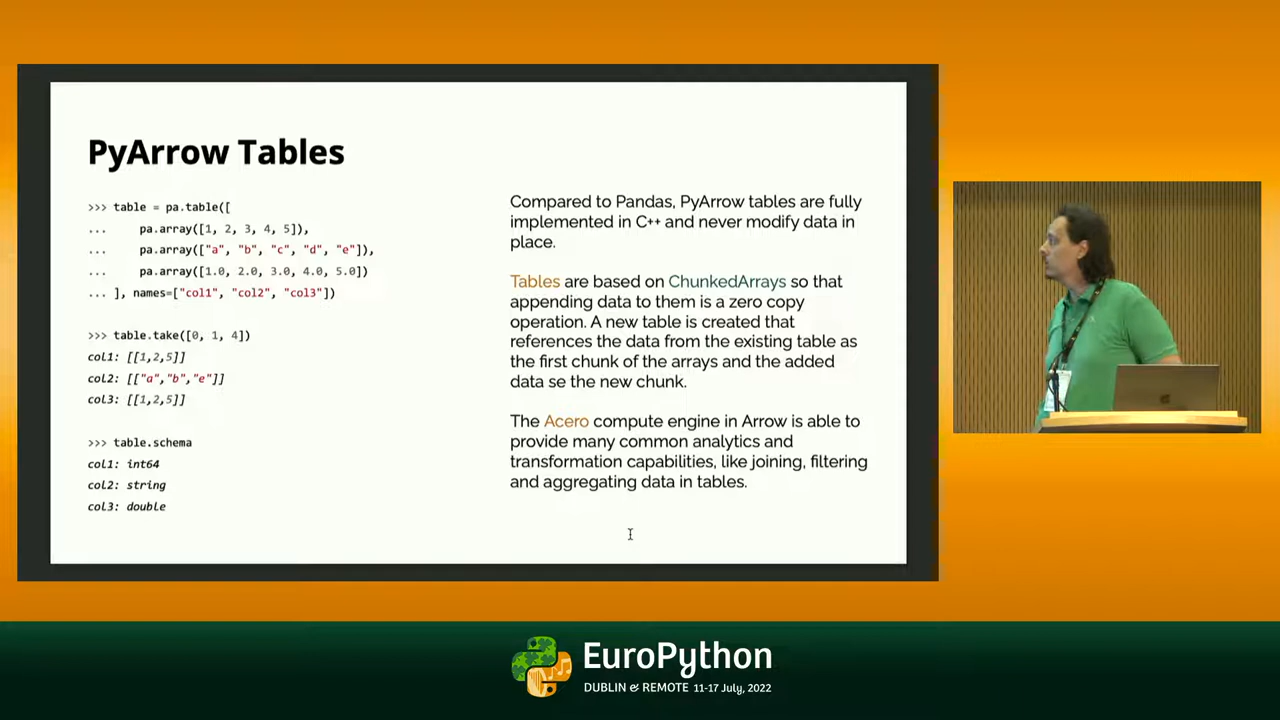 PyArrow Tables
>>> table = pa.table([
...     pa.array([1, 2, 3, 4, 5]),
...     pa.array(["a", "b", "c", "d", "e"]),
...     pa.array([1.0, 2.0, 3.0, 4.0, 5.0])
... ], names=["col1", "col2", "col3"])
>>> table.take([0, 1, 4])
col1: [[1,2,5]]
col2: [["a","b","e"]]
col3: [[1,2,5]]
>>> table.schema
col1: int64
col2: string
col3: double
Compared to Pandas, PyArrow tables are fully
implemented in C++ and never modify data in
place.
Tables are based on ChunkedArrays so that
appending data to them is a zero copy
operation. A new table is created that
references the data from the existing table as
the first chunk of the arrays and the added
data se the new chunk.
The Acero compute engine in Arrow is able to
provide many common analytics and
transformation capabilities, like joining, filtering
and aggregating data in tables.
EuroPython
DUBLIN & REMOTE 11-17 July, 2022